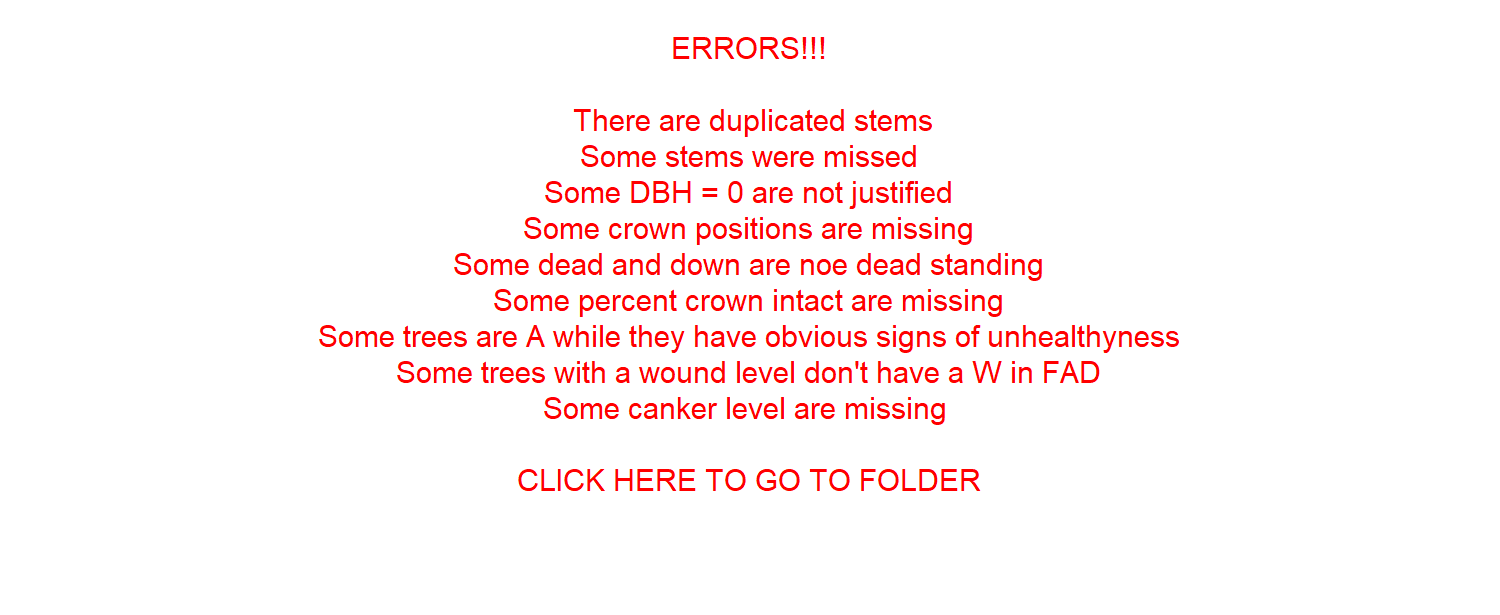 ERRORS!!!
There are duplicated stems
Some stems were missed
Some DBH = 0 are not justified
Some crown positions are missing
Some dead and down are noe dead standing
Some percent crown intact are missing
Some trees are A while they have obvious signs of unhealthyness
Some trees with a wound level don't have a W in FAD
Some canker level are missing
CLICK HERE TO GO TO FOLDER